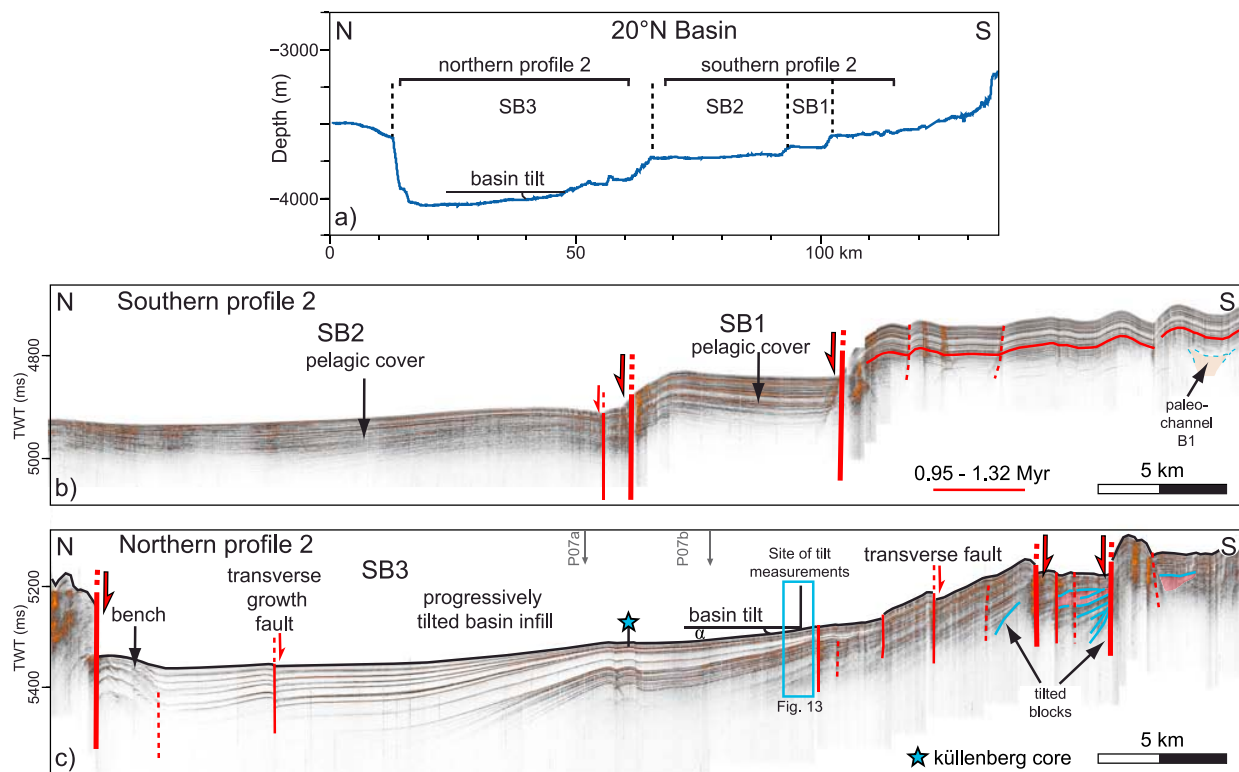 N 20°N Basin S
−3000
northern profile 2 southern profile 2
SB3 SB2 SB1
Depth (m)
basin tilt
−4000
a)
0 50 100 km
N Southern profile 2 S
SB2 SB1
pelagic cover pelagic cover
4800
TWT (ms)
5000
paleo-
channel
B1
0.95 - 1.32 Myr
5 km
b)
N Northern profile 2 S
P07a P07b
SB3
Site of tilt
measurements
transverse fault
5200
transverse
growth
fault
bench
progressively
tilted basin infill
basin tilt
α
TWT (ms)
5400
Fig. 13
tilted
blocks
küllenberg core
5 km
c)